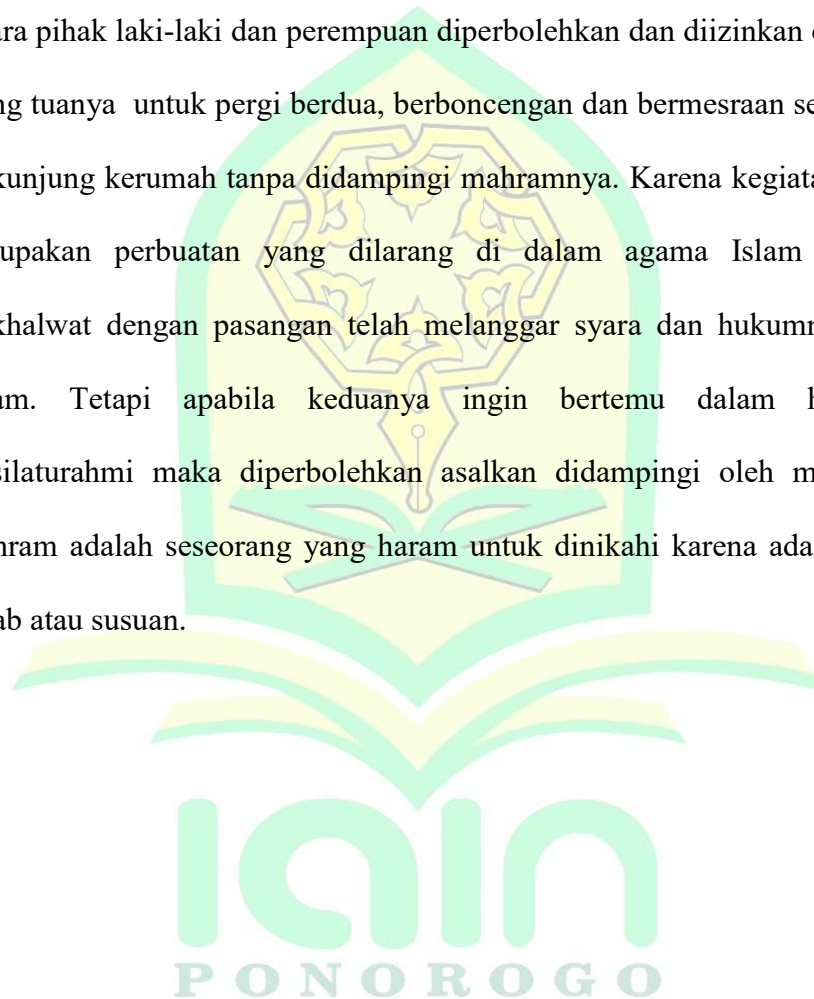 ara pihak laki-laki dan perempuan diperbolehkan dan diizinkan
ng tuanya untuk pergi berdua, berboncengan dan bermesraan se
kunjung kerumah tanpa didampingi mahramnya. Karena kegiata
upakan perbuatan yang dilarang di dalam agama Islam
khalwat dengan pasangan telah melanggar syara dan hukumn
am. Tetapi apabila keduanya ingin bertemu dalam h
silaturahmi maka diperbolehkan asalkan didampingi oleh m
hram adalah seseorang yang haram untuk dinikahi karena ada
ab atau susuan.
iain
PONOROGO